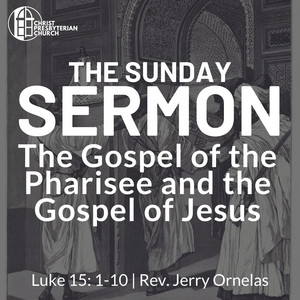 CHRIST
PRESBYTERIAN
CHURCH
THE SUNDAY
SERMON
The Gospel of the
Pharisee and the
Gospel of Jesus
Luke 15: 1-10 | Rev. Jerry Ornelas